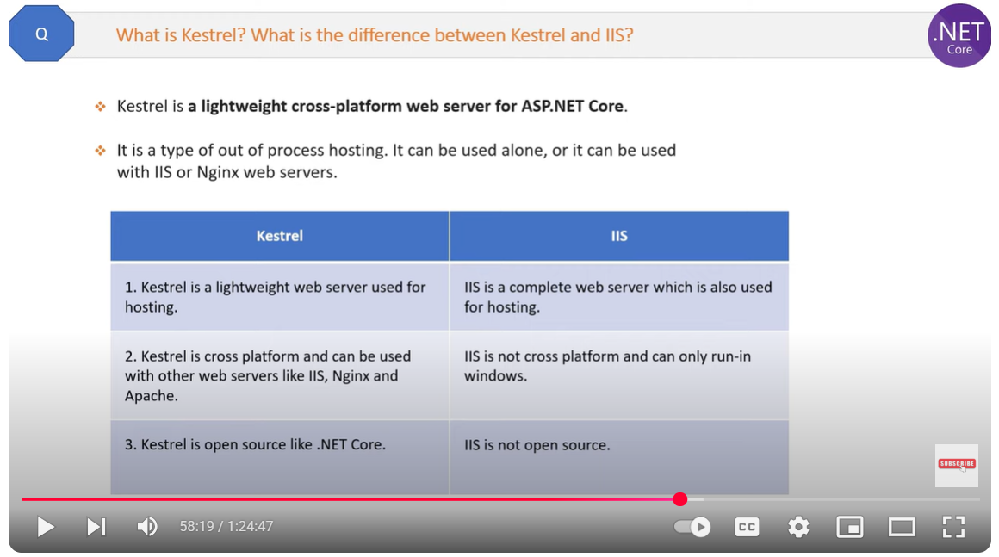 Q
What is Kestrel? What is the difference between Kestrel and IIS?
.NET
Core
Kestrel is a lightweight cross-platform web server for ASP.NET Core.
It is a type of out of process hosting. It can be used alone, or it can be used
with IIS or Nginx web servers.
Kestrel
IIS
1. Kestrel is a lightweight web server used for
hosting.
IIS is a complete web server which is also used
for hosting.
2. Kestrel is cross platform and can be used
with other web servers like IIS, Nginx and
Apache.
IIS is not cross platform and can only run-in
windows.
3. Kestrel is open source like .NET Core.
IIS is not open source.
SUBSCRIBE
58:19 / 1:24:47
CC